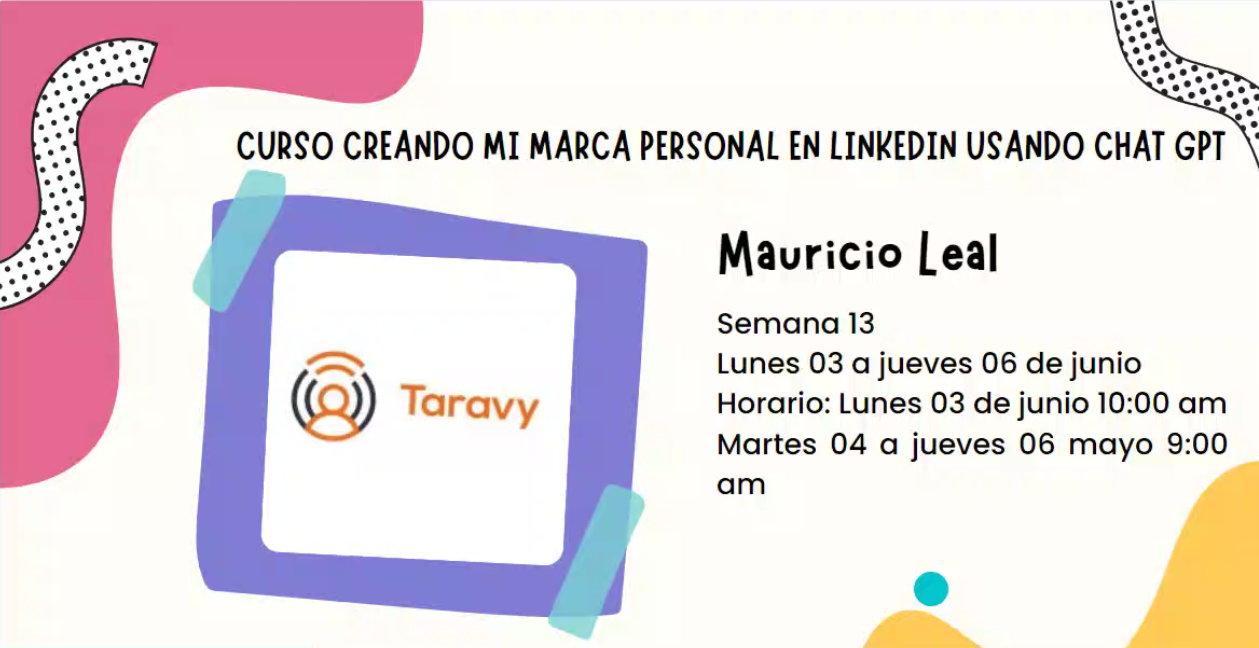 CURSO CREANDO MI MARCA PERSONAL EN LINKEDIN USANDO CHAT GPT
Taravy
Mauricio Leal
Semana 13
Lunes 03 a jueves 06 de junio
Horario: Lunes 03 de junio 10:00 am
Martes 04 a jueves 06 mayo 9:00
am